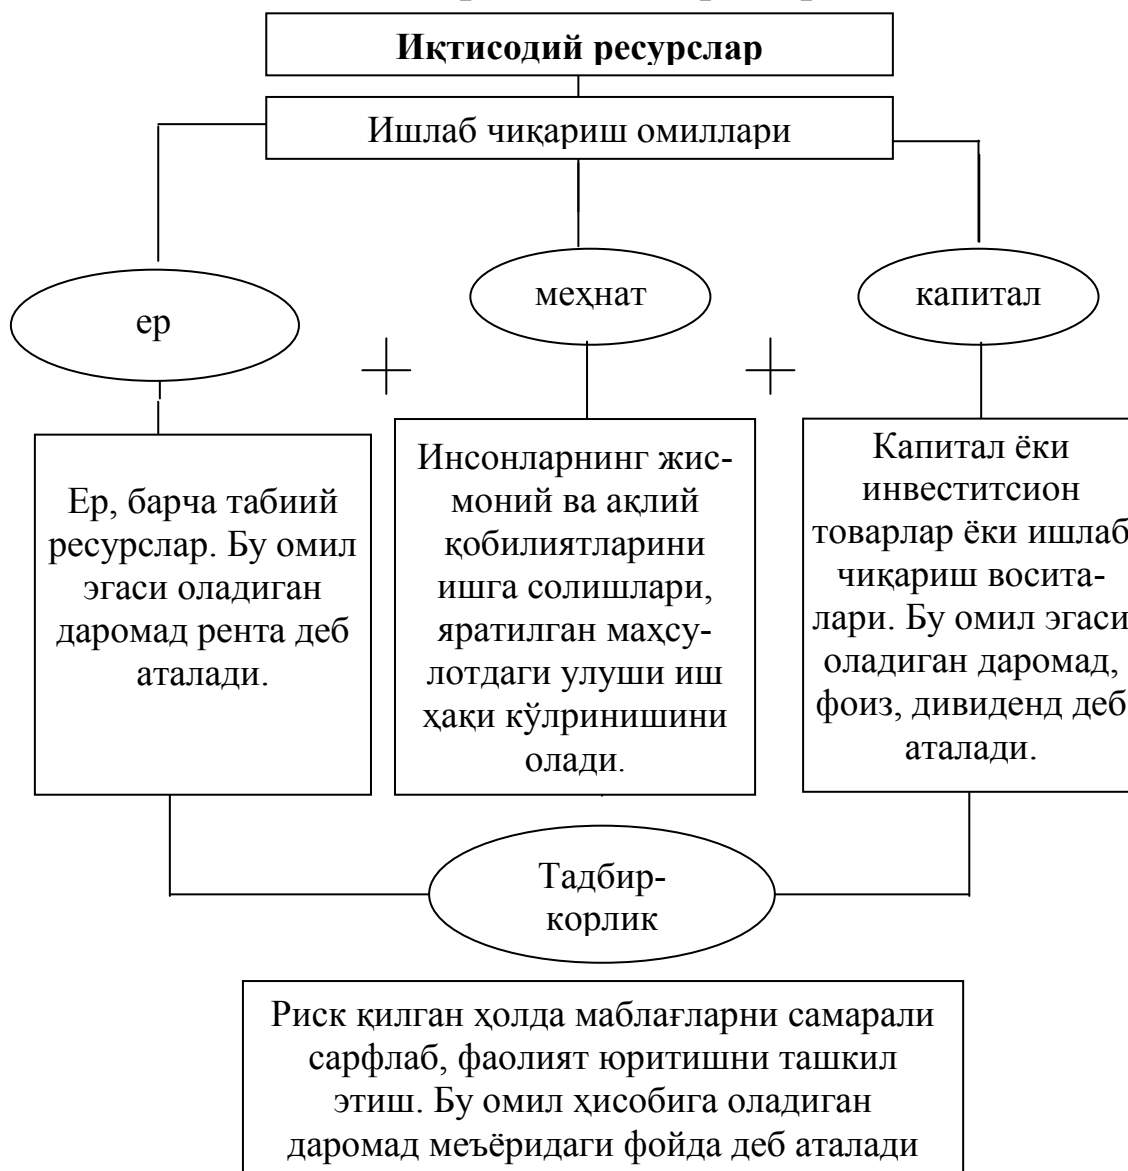 Иқтисодий ресурслар
Ишлаб чиқариш омиллари
ер
меҳнат
капитал
Ер, барча табиий
ресурслар. Бу омил
эгаси оладиган
даромад рента деб
аталади.
Инсонларнинг жис-
моний ва ақлий
қобилиятларини
ишга солишлари,
яратилган маҳсу-
лотдаги улуши иш
ҳақи кўлринишини
олади.
Капитал ёки
инвеститсион
товарлар ёки ишлаб
чиқариш восита-
лари. Бу омил эгаси
оладиган даромад,
фоиз, дивиденд деб
аталади.
Тадбир-
корлик
Риск қилган ҳолда маблағларни самарали
сарфлаб, фаолият юритишни ташкил
этиш. Бу омил ҳисобига оладиган
даромад меъёридаги фойда деб аталади